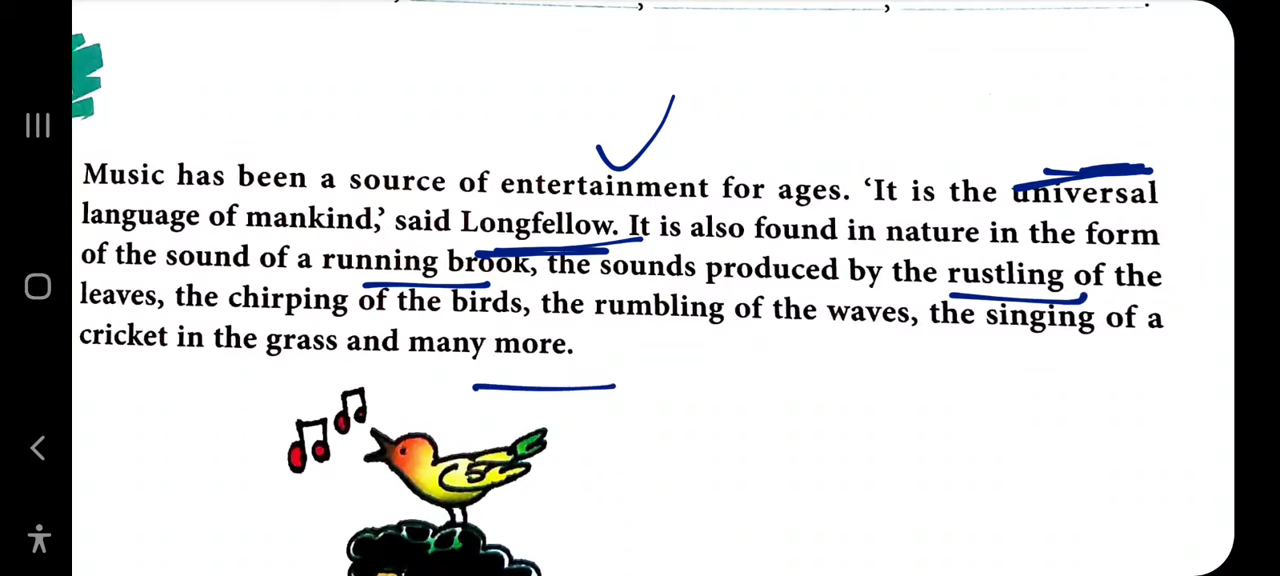 Music has been a source of entertainment for ages. ‘It is the universal
language of mankind,’ said Longfellow. It is also found in nature in the form
of the sound of a running brook, the sounds produced by the rustling of the
leaves, the chirping of the birds, the rumbling of the waves, the singing of a
cricket in the grass and many more.